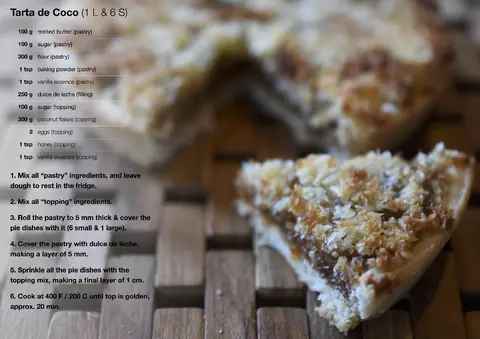 Tarta de Coco (1 L & 6 S)
150 g melted butter (pastry)
150 g sugar (pastry)
300 g flour (pastry)
1 tsp baking powder (pastry)
1 tsp vanilla essence (pastry)
250 g dulce de leche (filling)
100 g sugar (topping)
300 g coconut flakes (topping)
2 eggs (topping)
1 tsp honey (topping)
1 tsp vanilla essence (topping)
1. Mix all “pastry” ingredients, and leave
dough to rest in the fridge.
2. Mix all “topping” ingredients.
3. Roll the pastry to 5 mm thick & cover the
pie dishes with it (6 small & 1 large).
4. Cover the pastry with dulce de leche,
making a layer of 5 mm.
5. Sprinkle all the pie dishes with the
topping mix, making a final layer of 1 cm.
6. Cook at 400 F / 200 C until top is golden,
approx. 20 min.